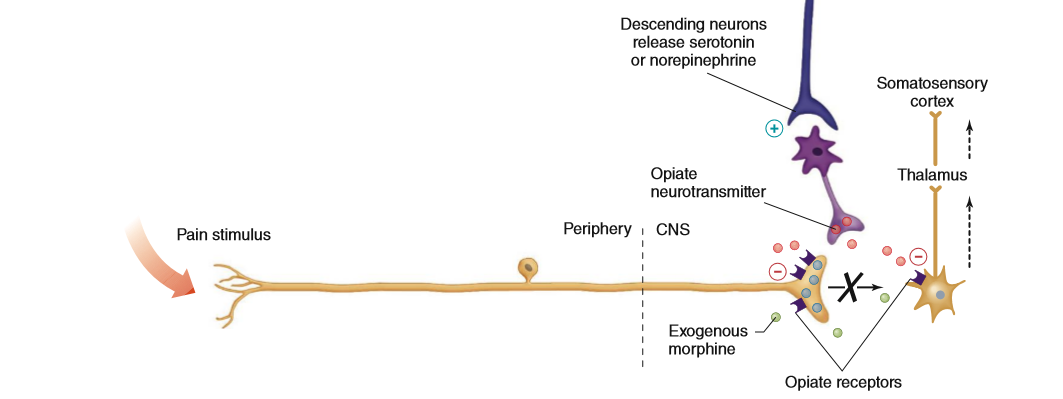 Descending neurons
release serotonin
or norepinephrine
Somatosensory
cortex
+
Opiate
neurotransmitter
Thalamus
Pain stimulus
Periphery
CNS
−
−
Exogenous
morphine
Opiate receptors